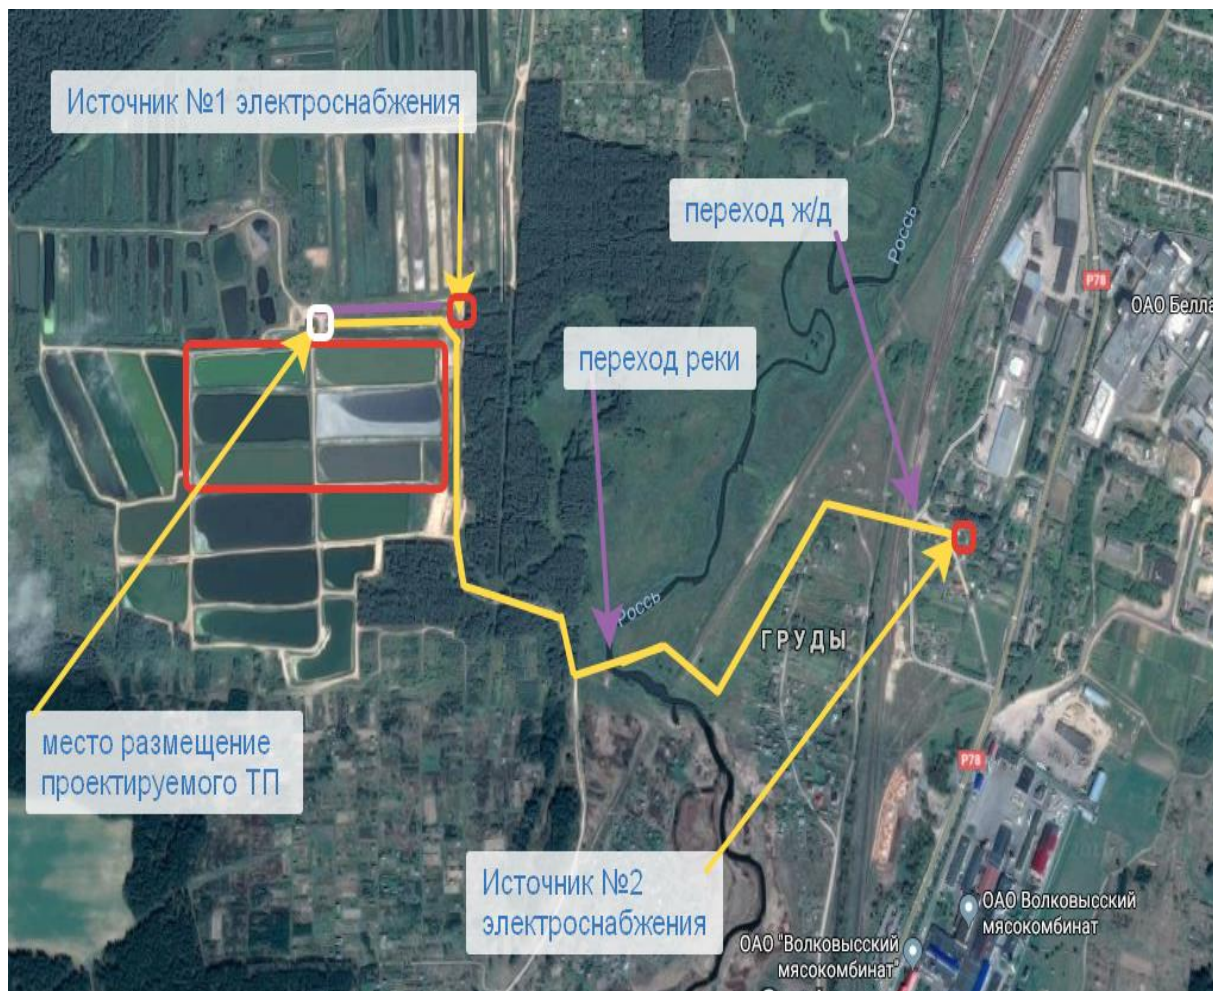 Источник №1 электроснабжения
переход ж/д
Россь
Р78
ОАО Белла
переход реки
Россь
ГРУДЫ
место размещение
проектируемого ТП
Р78
Источник №2
электроснабжения
ОАО Волковысский
мясокомбинат
ОАО "Волковысский
мясокомбинат"